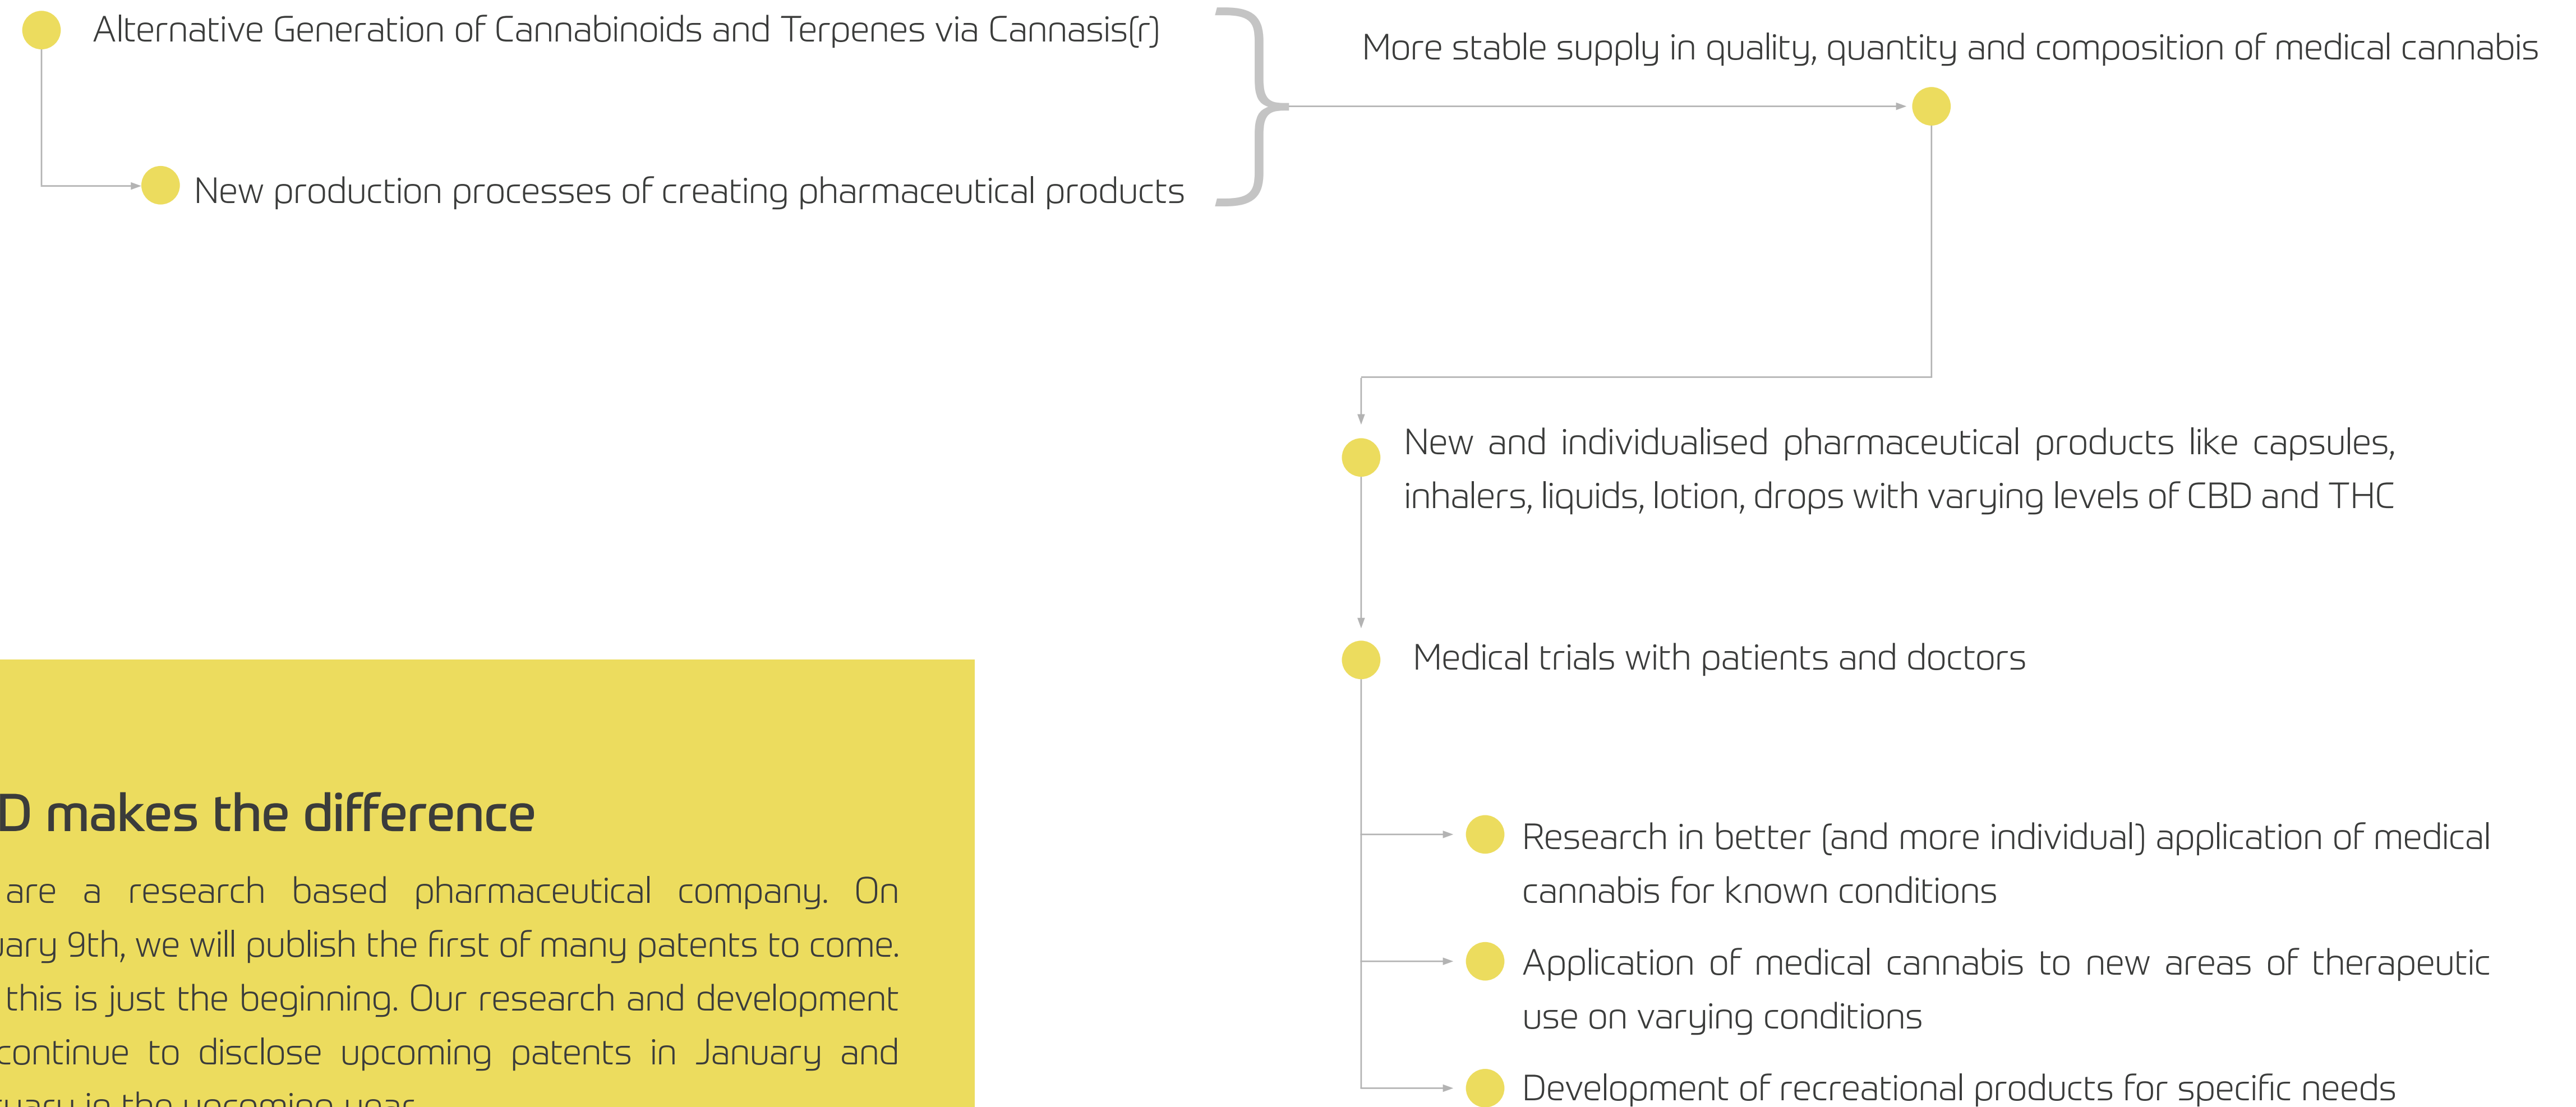 Alternative Generation of Cannabinoids and Terpenes via Cannasis(r)
New production processes of creating pharmaceutical products
More stable supply in quality, quantity and composition of medical cannabis
New and individualised pharmaceutical products like capsules,
inhalers, liquids, lotion, drops with varying levels of CBD and THC
Medical trials with patients and doctors
Research in better (and more individual) application of medical
cannabis for known conditions
Application of medical cannabis to new areas of therapeutic
use on varying conditions
Development of recreational products for specific needs
D makes the difference
are a research based pharmaceutical company. On
uary 9th, we will publish the first of many patents to come.
this is just the beginning. Our research and development
continue to disclose upcoming patents in January and
in the upcoming year